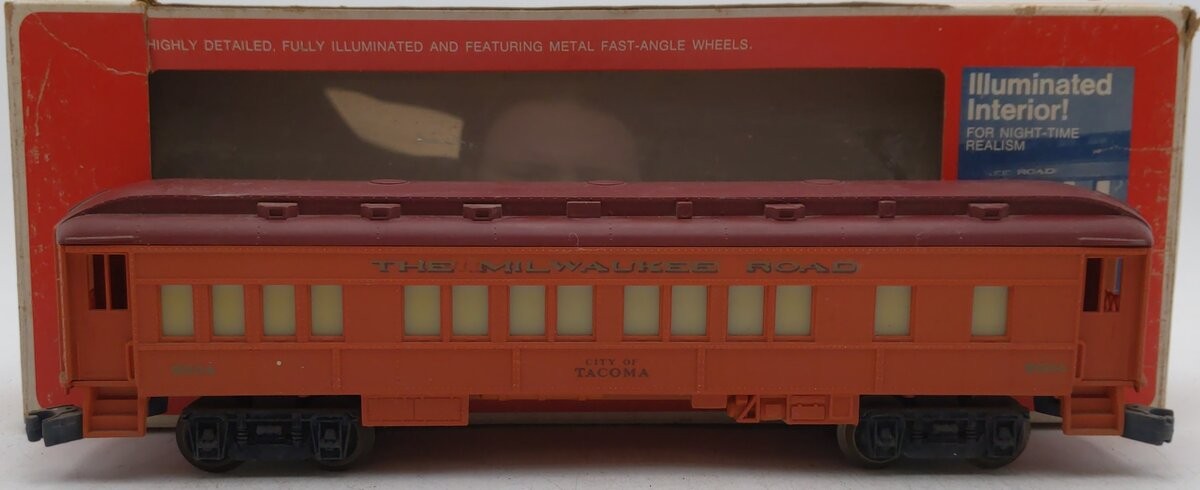 HIGHLY DETAILED, FULLY ILLUMINATED AND FEATURING METAL FAST-ANGLE WHEELS.
Illuminated
Interior!
FOR NIGHT-TIME
REALISM
ROAD
THE MILWAUKEE ROAD
CITY OF
TACOMA